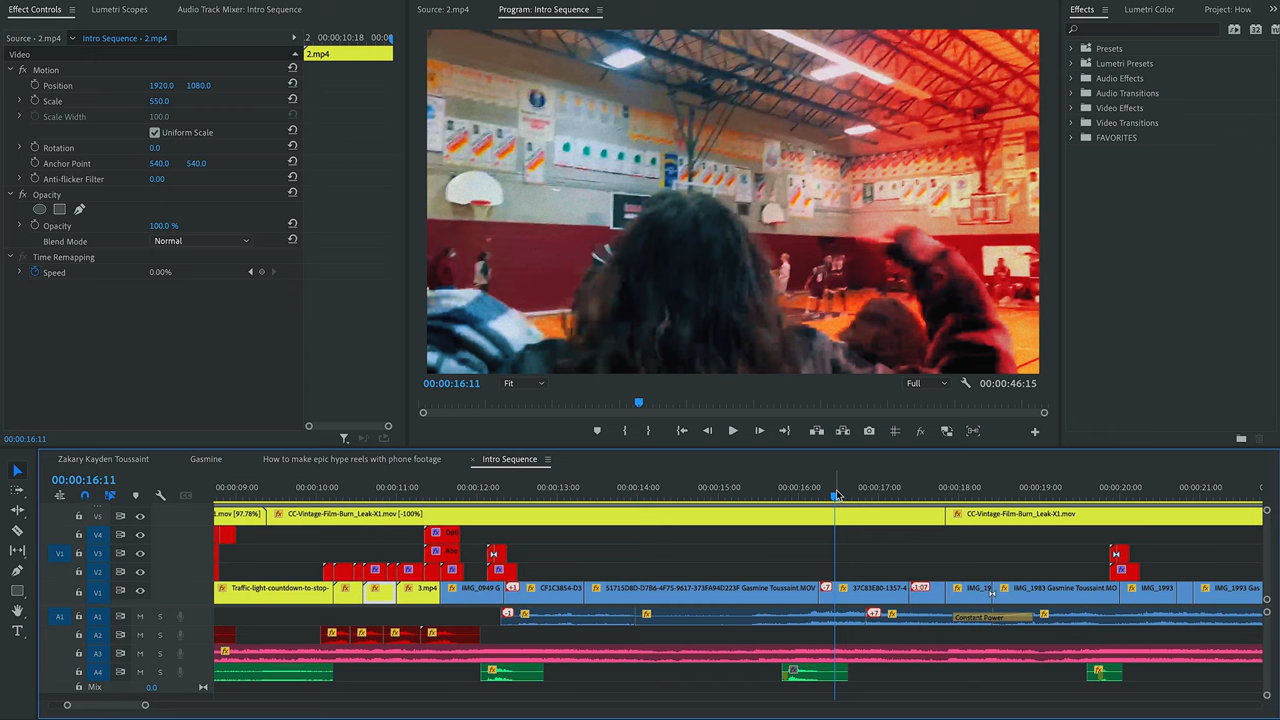 Effect Controls
Lumetri Scopes
Audio Track Mixer: Intro Sequence
Source: 2.mp4
Program: Intro Sequence
Effects
Lumetri Color
Project: How
Source • 2.mp4
Intro Sequence • 2.mp4
:2
00:00:10:18
00:0
Video
2.mp4
Motion
Position
1920.0
1080.0
Scale
550.0
Scale Width
100.0
Uniform Scale
Rotation
0.0
Anchor Point
540.0
540.0
Anti-flicker Filter
0.00
Opacity
Opacity
100.0 %
Blend Mode
Normal
Time Remapping
Speed
0.00%
Presets
Lumetri Presets
Audio Effects
Audio Transitions
Video Effects
Video Transitions
FAVORITES
00:00:16:11
Fit
Full
00:00:46:15
00:00:16:11
Zakary Kayden Toussaint
Gasmine
How to make epic hype reels with phone footage
Intro Sequence
00:00:16:11
00:00:09:00
00:00:10:00
00:00:11:00
00:00:12:00
00:00:13:00
00:00:14:00
00:00:15:00
00:00:16:00
00:00:17:00
00:00:18:00
00:00:19:00
00:00:20:00
00:00:21:00
V5
1.mov [97.78%]
CC-Vintage-Film-Burn_Leak-X1.mov [-100%]
CC-Vintage-Film-Burn_Leak-X1.mov
V4
V1
V3
V2
V1
Traffic-light-countdown-to-stop-
3.mp4
IMG_0949 G
+1
CF1C3854-D3
51715D8D-D7B6-4F75-9617-373FA94D223F Gasmine Toussaint.MOV
-7
37C83E80-1357-4
-1:07
IMG_19
IMG_1983 Gasmine Toussaint.MO
IMG_1993
IMG_1993 Gas
A1
A1
M
S
-1
+7
Constant Power
A2
M
S
A3
M
S
A4
M
S
Mix
0.0